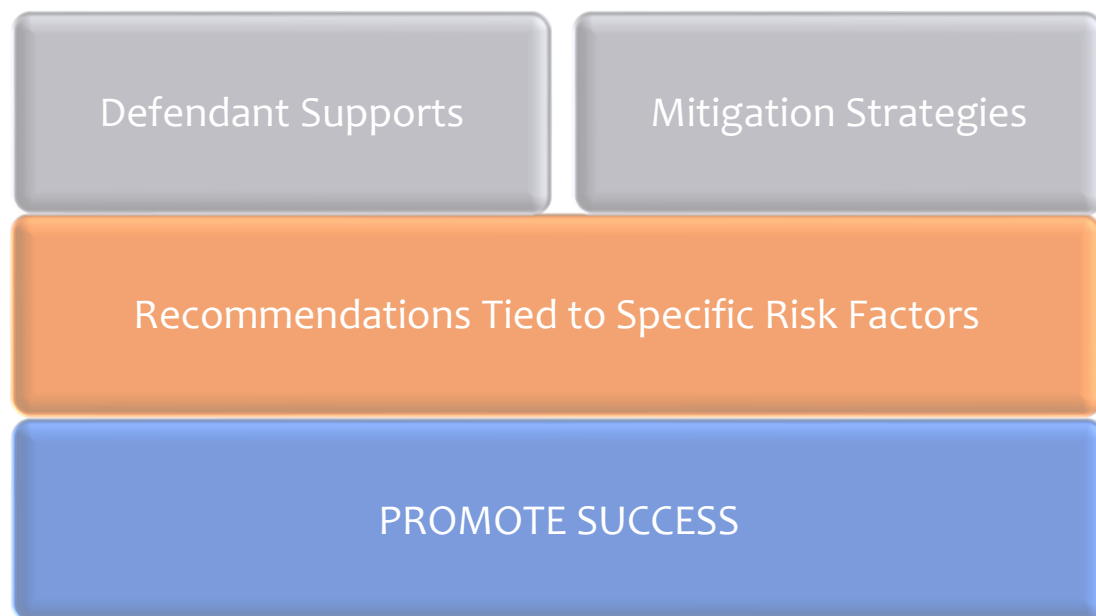 Defendant Supports
Mitigation Strategies
Recommendations Tied to Specific Risk Factors
PROMOTE SUCCESS